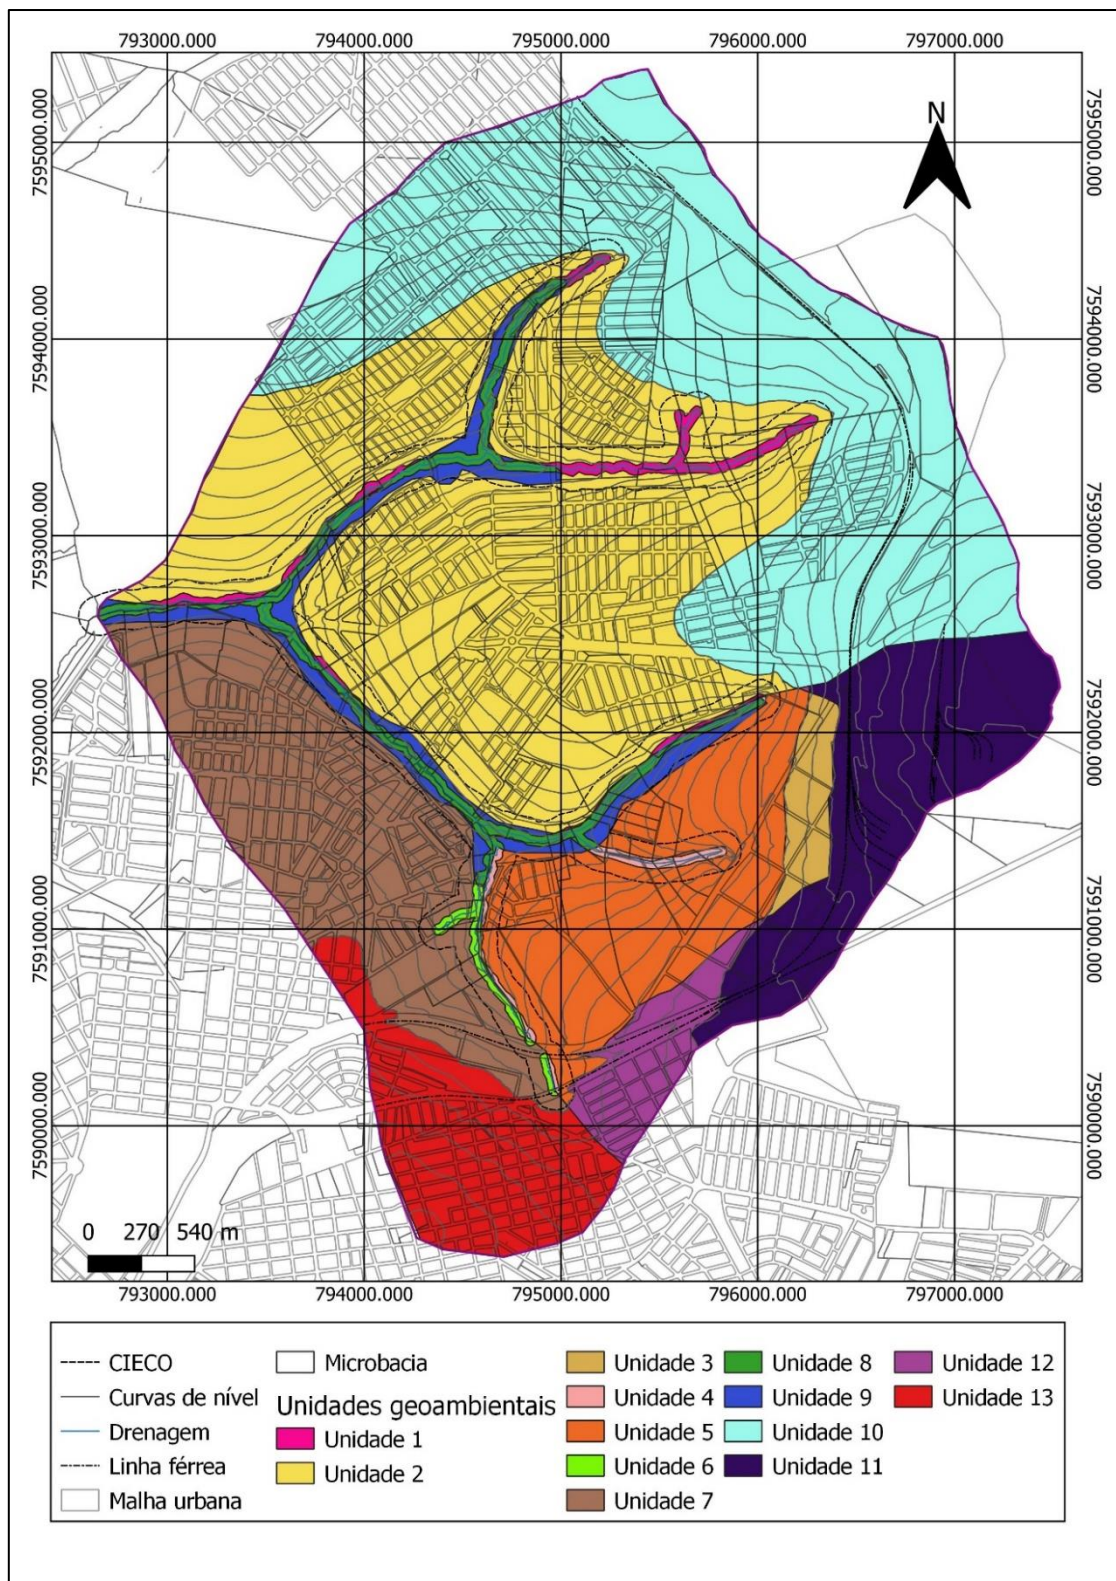 793000.000 794000.000 795000.000 796000.000 797000.000
N
7595000.000 7595000.000
7594000.000 7594000.000
7593000.000 7593000.000
7592000.000 7592000.000
7591000.000 7591000.000
7590000.000 7590000.000
0 270 540 m
793000.000 794000.000 795000.000 796000.000 797000.000
CIECO
Curvas de nível
Drenagem
Linha férrea
Malha urbana
Microbacia
Unidades geoambientais
Unidade 1
Unidade 2
Unidade 3
Unidade 4
Unidade 5
Unidade 6
Unidade 7
Unidade 8
Unidade 9
Unidade 10
Unidade 11
Unidade 12
Unidade 13